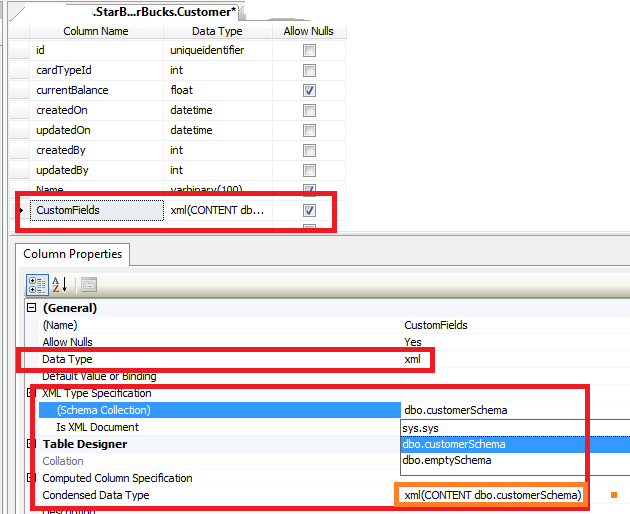 .StarB...rBucks.Customer*
Column Name Data Type Allow Nulls
id uniqueidentifier
cardTypeId int
currentBalance float
createdOn datetime
updatedOn datetime
createdBy int
updatedBy int
Name varbinary(100)
CustomFields xml(CONTENT dbo...
Column Properties
(General)
(Name) CustomFields
Allow Nulls Yes
Data Type xml
Default Value or Binding
XML Type Specification
(Schema Collection) dbo.customerSchema
Is XML Document sys.sys
Table Designer dbo.customerSchema
Collation dbo.emptySchema
Computed Column Specification
Condensed Data Type xml(CONTENT dbo.customerSchema)
Description